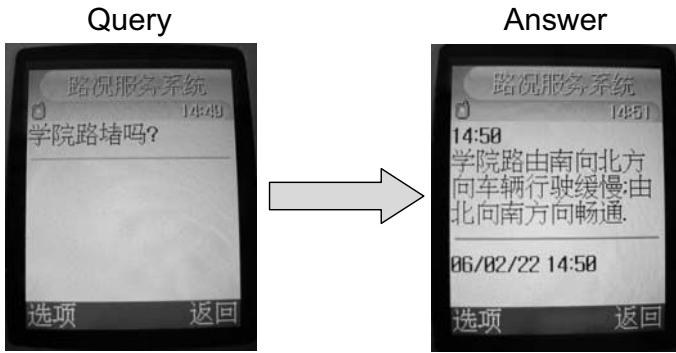 Query
Answer
路况服务系统
14:49
学院路堵吗?
选项 返回
路况服务系统
14:51
14:50
学院路由南向北方
向车辆行驶缓慢;由
北向南方向畅通.
06/02/22 14:50
选项 返回